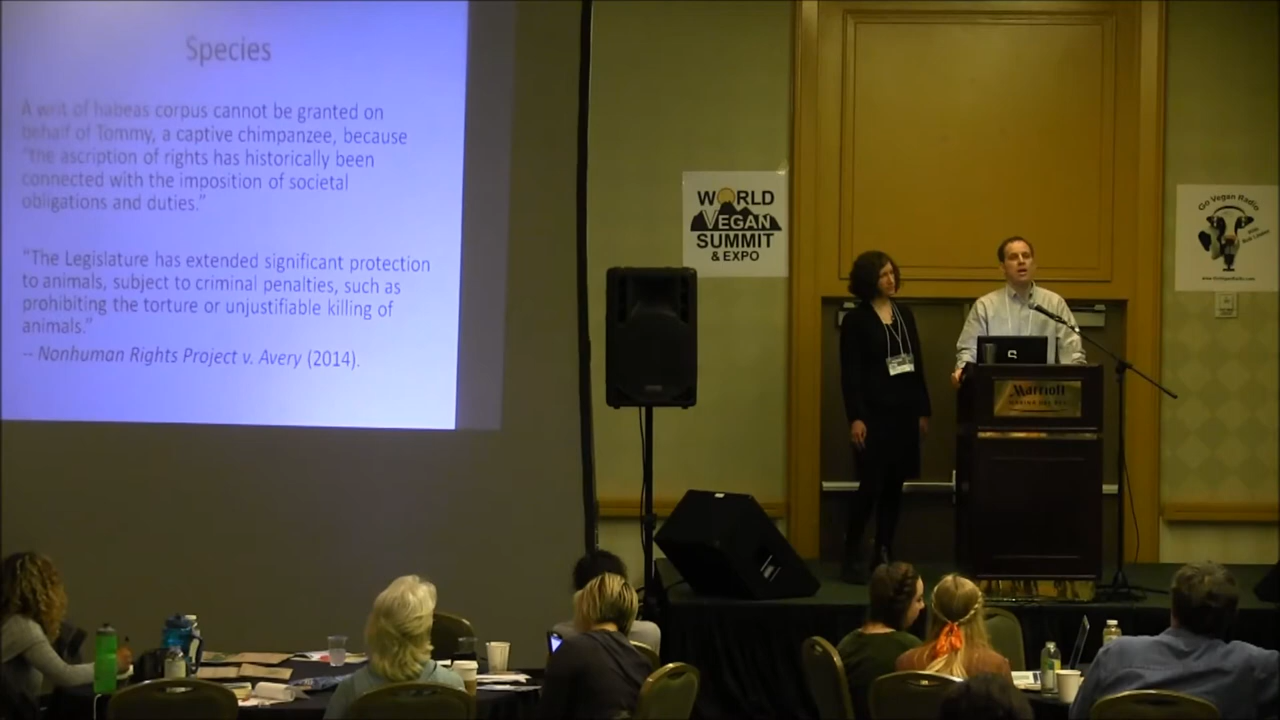 Species
A writ of habeas corpus cannot be granted on
behalf of Tommy, a captive chimpanzee, because
"the ascription of rights has historically been
connected with the imposition of societal
obligations and duties."
"The Legislature has extended significant protection
to animals, subject to criminal penalties, such as
prohibiting the torture or unjustifiable killing of
animals."
-- Nonhuman Rights Project v. Avery (2014).
WORLD
VEGAN
SUMMIT
& EXPO
Go Vegan Radio
Marriott